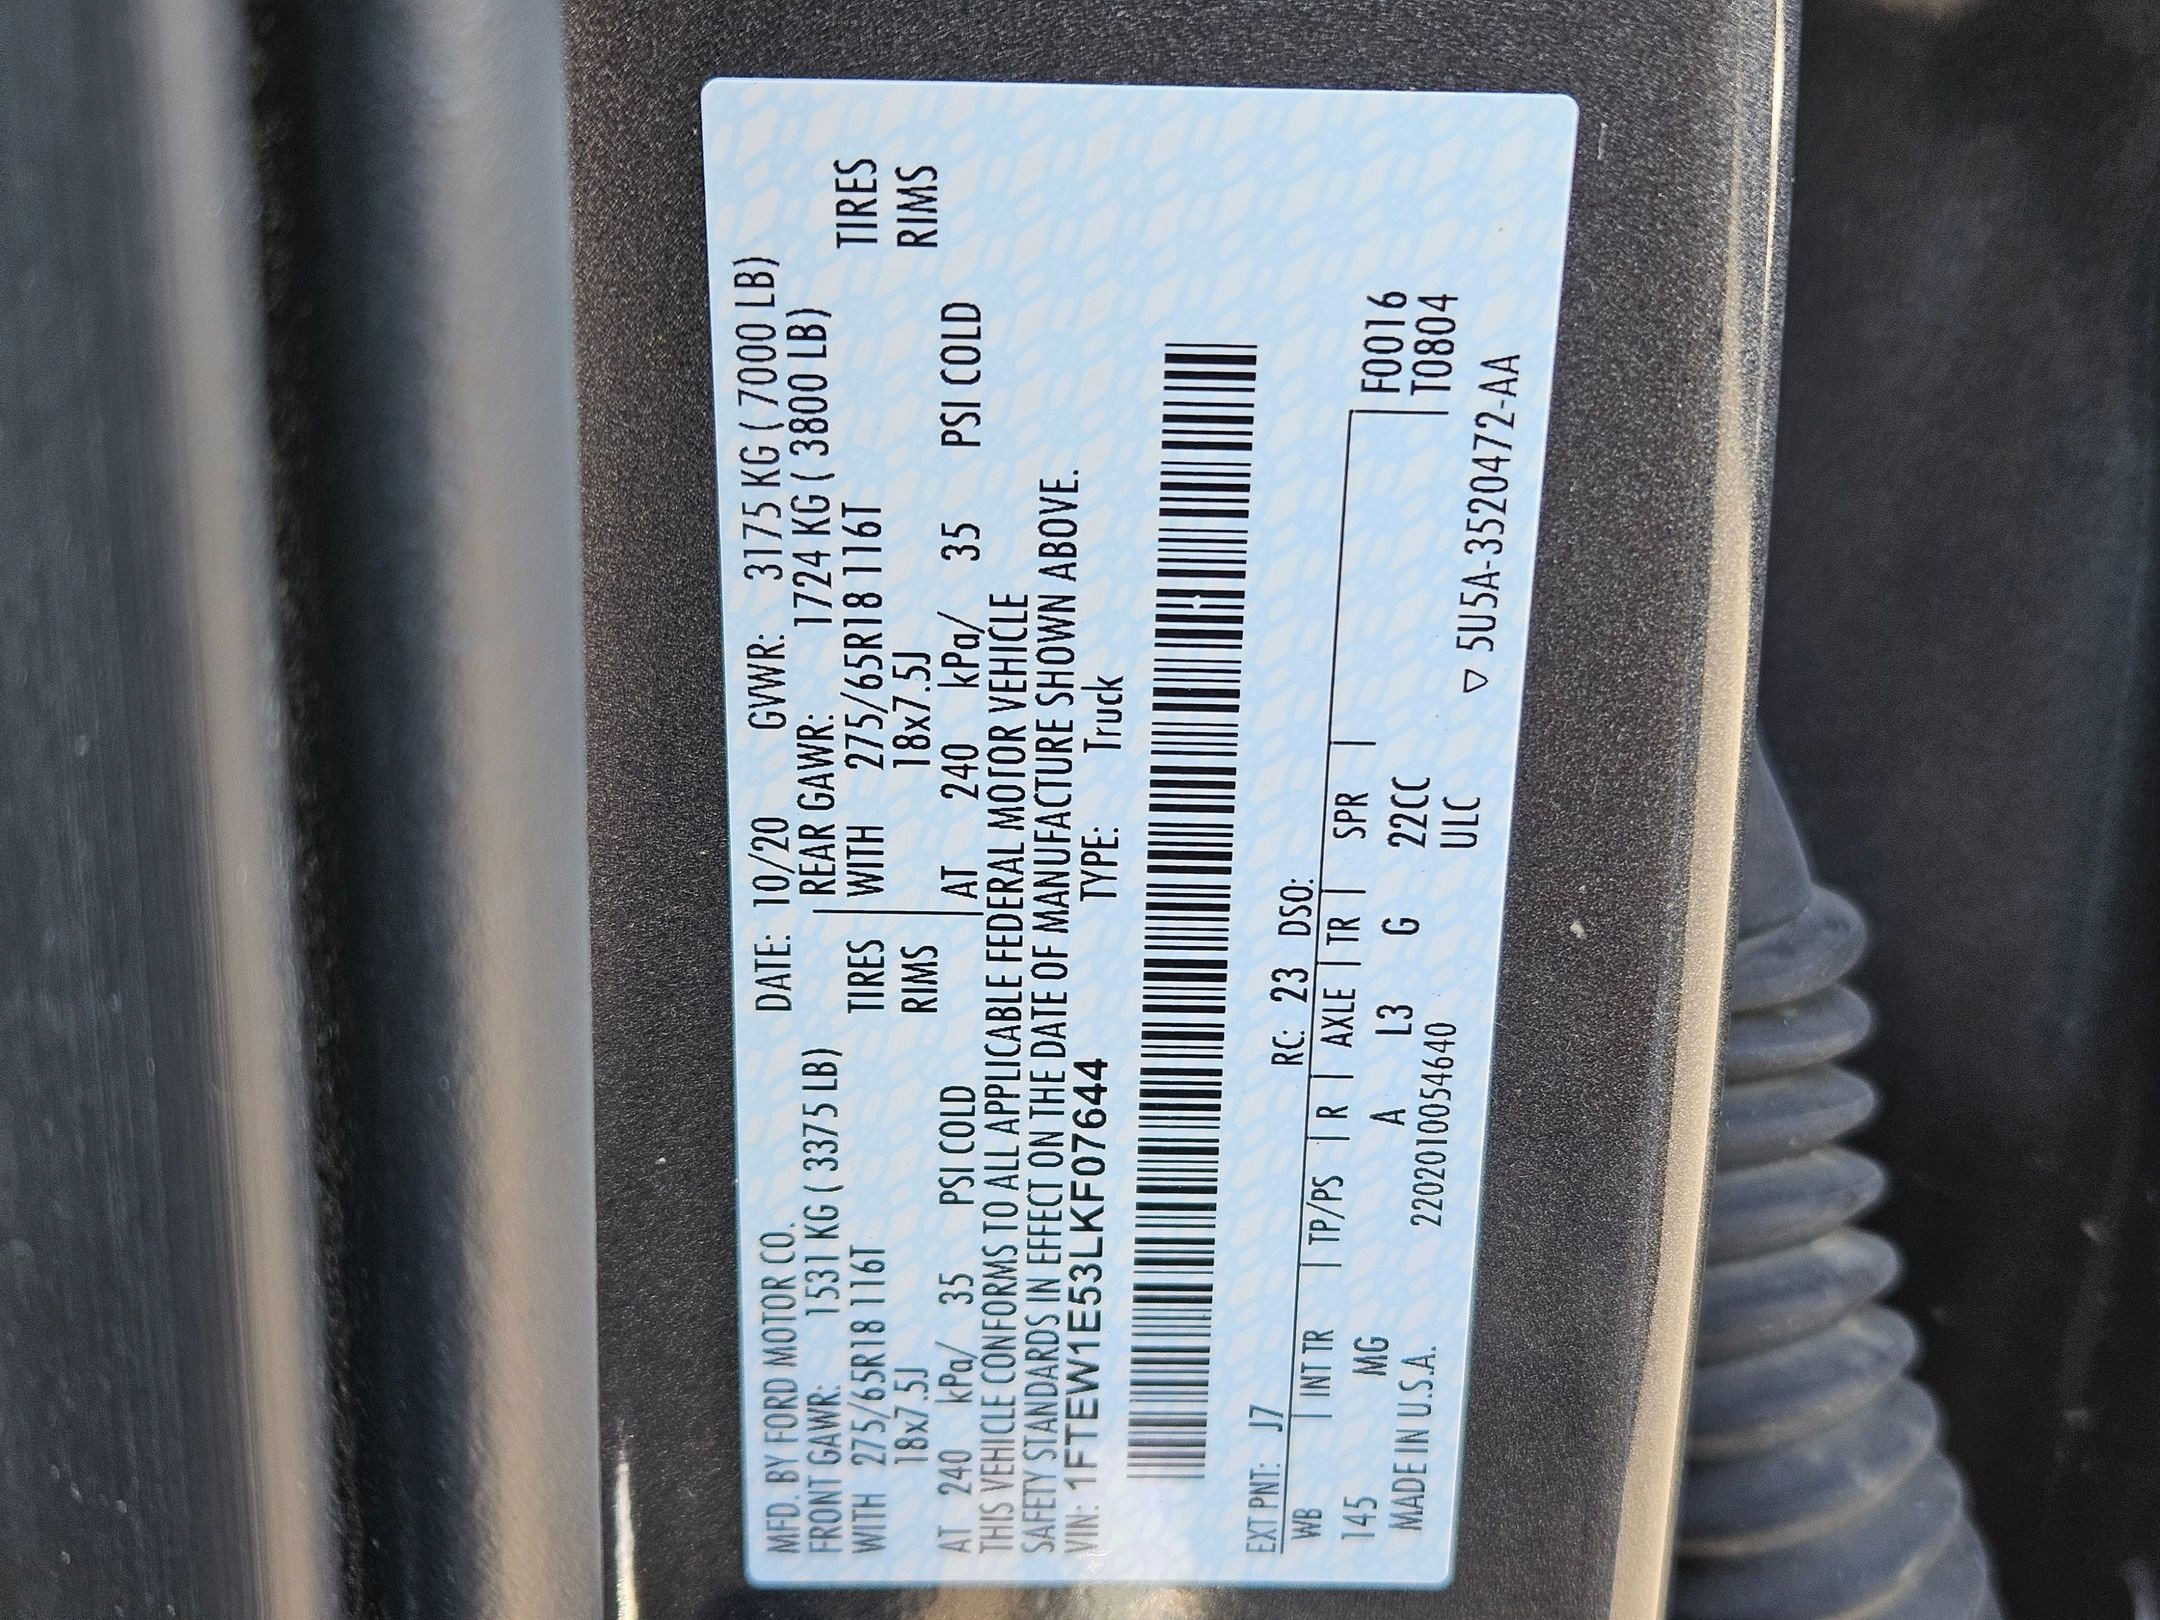 MFD. BY FORD MOTOR CO. DATE: 10/20 GVWR: 3175 KG ( 7000 LB)
FRONT GAWR: 1531 KG ( 3375 LB) REAR GAWR: 1724 KG ( 3800 LB)
WITH 275/65R18 116T TIRES WITH 275/65R18 116T TIRES
18x7.5J RIMS 18x7.5J RIMS
AT 240 kPa/ 35 PSI COLD AT 240 kPa/ 35 PSI COLD
THIS VEHICLE CONFORMS TO ALL APPLICABLE FEDERAL MOTOR VEHICLE
SAFETY STANDARDS IN EFFECT ON THE DATE OF MANUFACTURE SHOWN ABOVE.
VIN: 1FTEW1E53LKF07644 TYPE: Truck
EXT PNT: J7 RC: 23 DSO:
WB | INT TR | TP/PS | R | AXLE | TR | SPR | F0016
145 MG A L3 G 22CC T0804
MADE IN U.S.A. 2202010054640 ULC
▽ 5U5A-3520472-AA